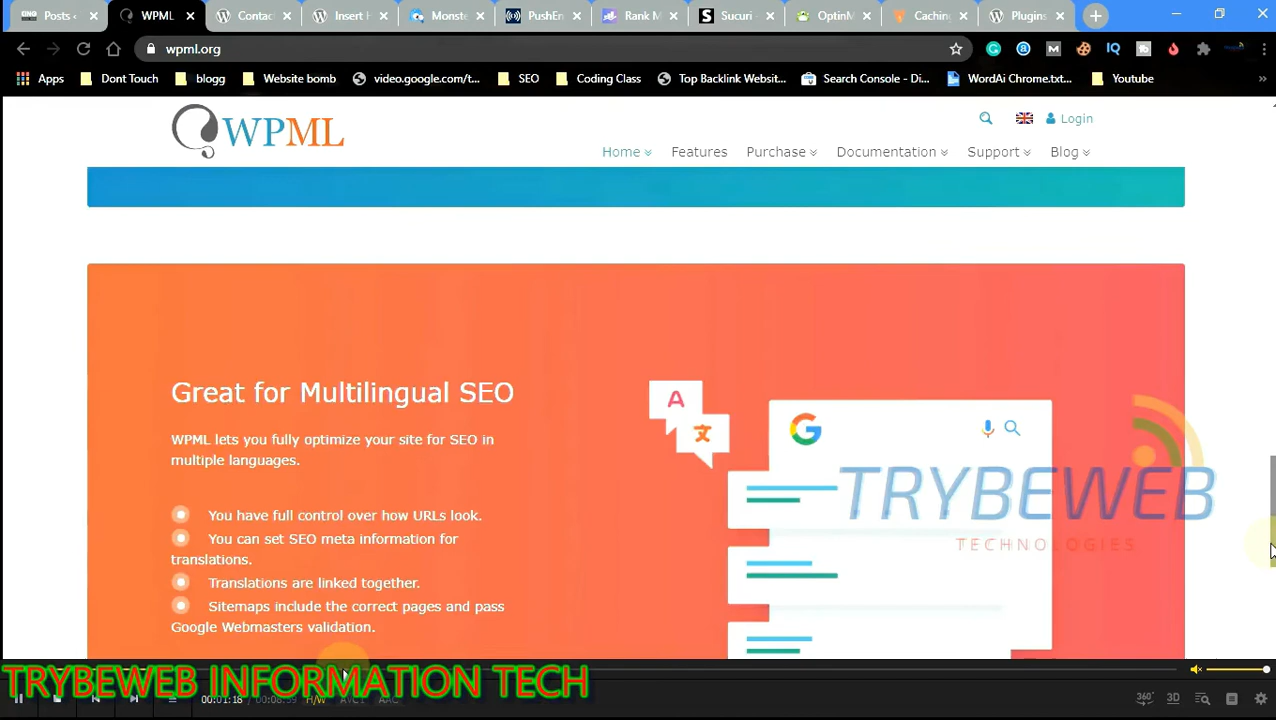 Posts ‹
WPML
Contac
Insert H
Monste
PushEn
Rank M
Sucuri -
OptinM
Caching
Plugins
wpml.org
Apps
Dont Touch
blogg
Website bomb
video.google.com/t...
SEO
Coding Class
Top Backlink Websit...
Search Console - Di...
WordAi Chrome.txt...
Youtube
WPML
Login
Home
Features
Purchase
Documentation
Support
Blog
Great for Multilingual SEO
WPML lets you fully optimize your site for SEO in
multiple languages.
You have full control over how URLs look.
You can set SEO meta information for
translations.
Translations are linked together.
Sitemaps include the correct pages and pass
Google Webmasters validation.
A
文
G
TRYBEWEB
TECHNOLOGIES
TRYBEWEB INFORMATION TECH
00:01:18
H/W
AVC1
AAC
360°
3D